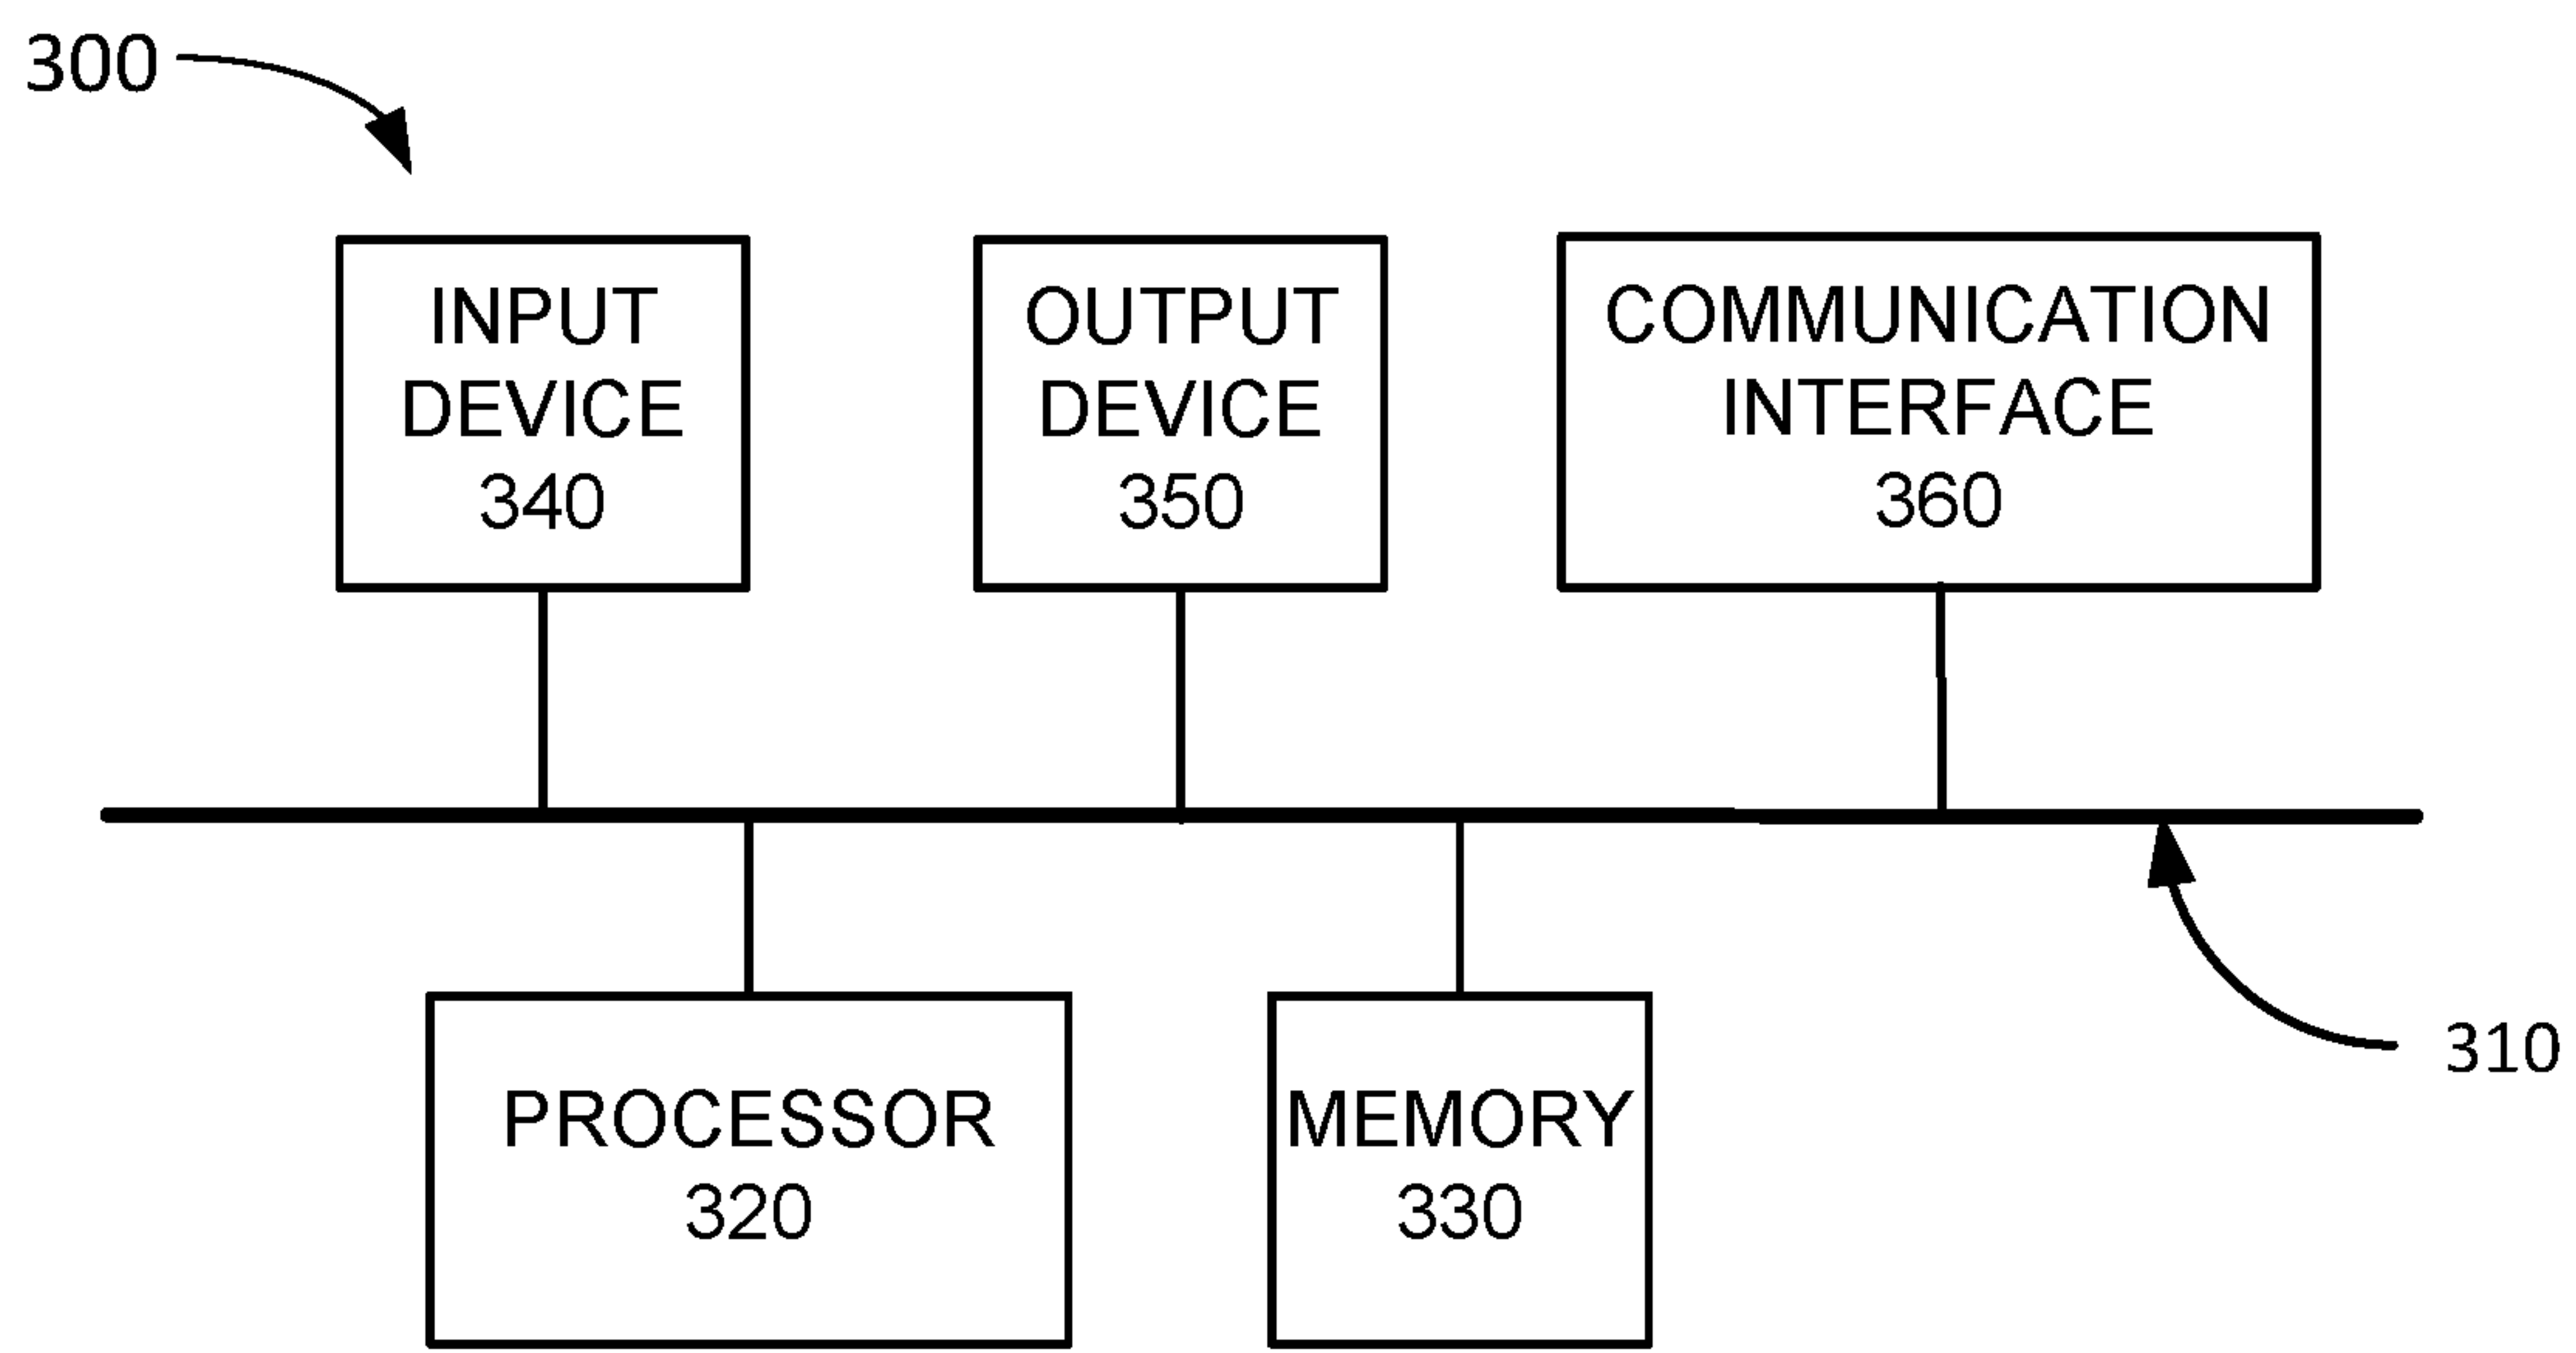 300
INPUT
DEVICE
340
OUTPUT
DEVICE
350
COMMUNICATION
INTERFACE
360
PROCESSOR
320
MEMORY
330
310